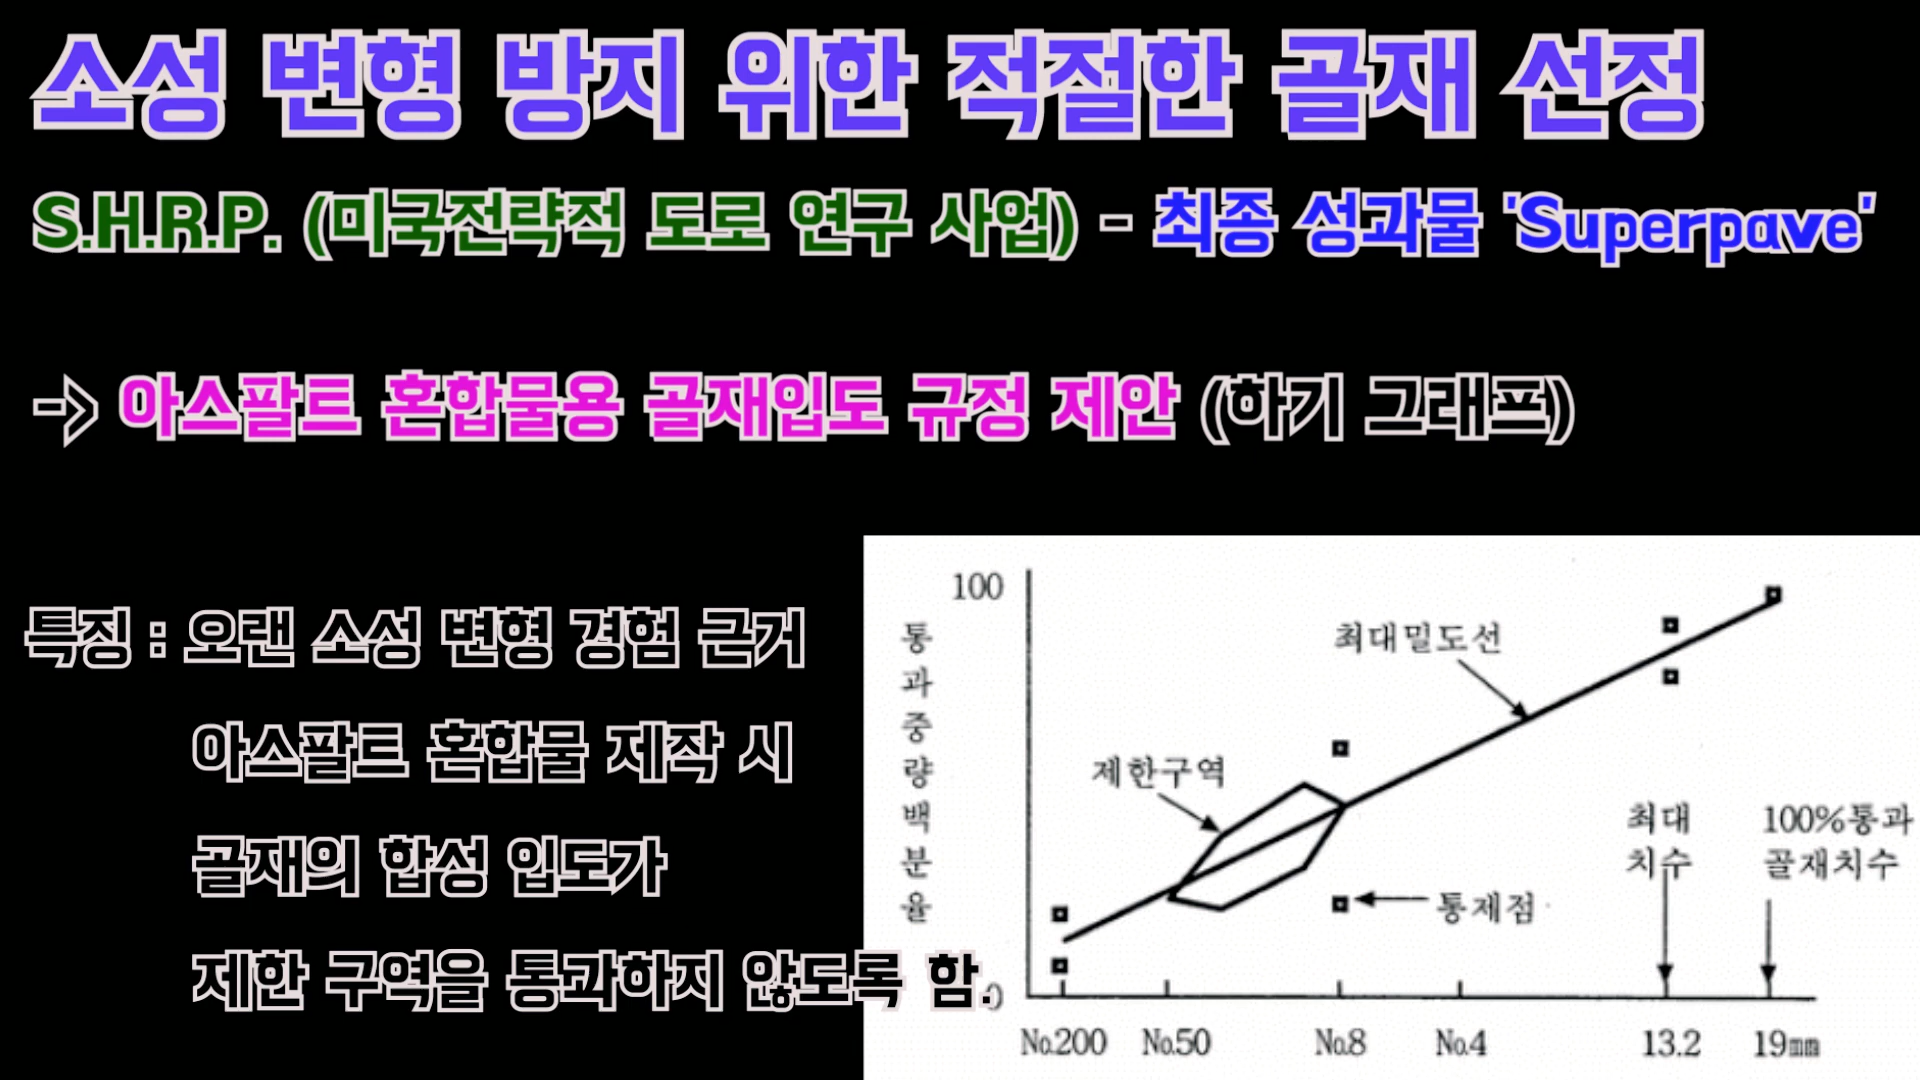 소성 변형 방지 위한 적절한 골재 선정
S.H.R.P. (미국전략적 도로 연구 사업) - 최종 성과물 'Superpave'
-> 아스팔트 혼합물용 골재입도 규정 제안 (하기 그래프)
특징 : 오랜 소성 변형 경험 근거
아스팔트 혼합물 제작 시
골재의 합성 입도가
제한 구역을 통과하지 않도록 함.
100
통과중량백분율
최대밀도선
제한구역
최대
치수
100%통과
골재치수
통제점
0
No.200 No.50 No.8 No.4 13.2 19mm